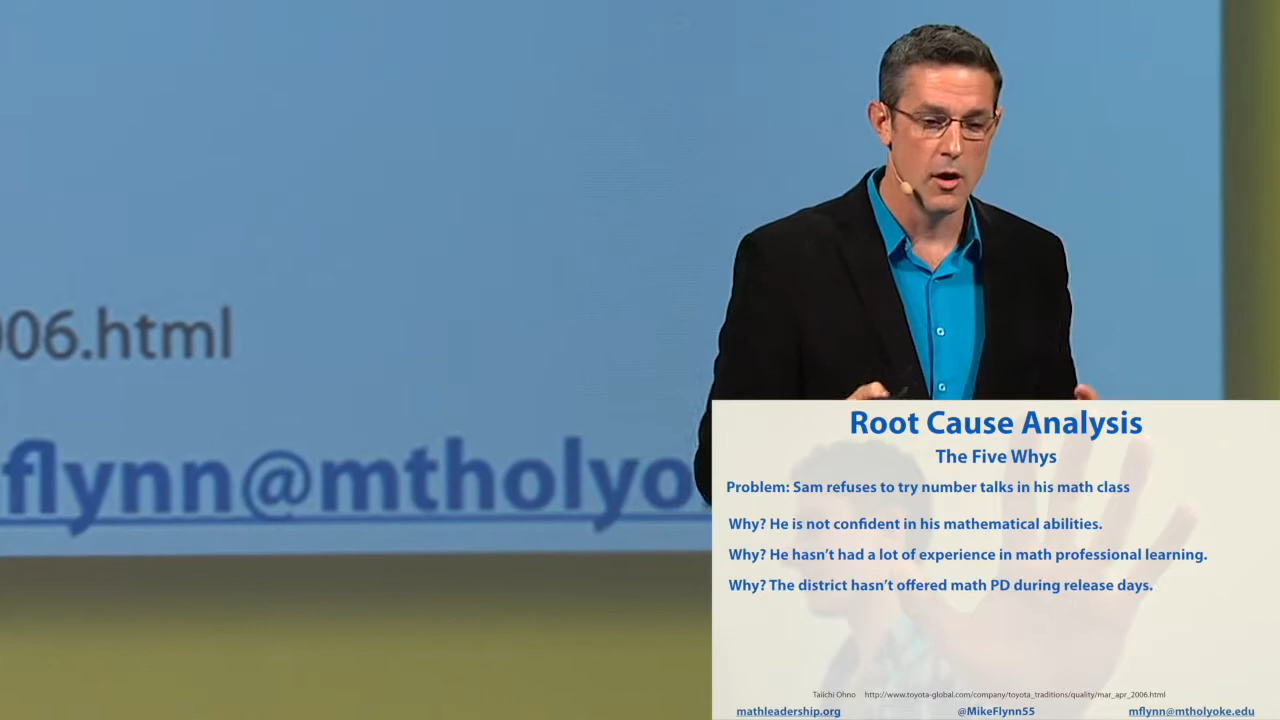 006.html
mflynn@mtholyo
Root Cause Analysis
The Five Whys
Problem: Sam refuses to try number talks in his math class
Why? He is not confident in his mathematical abilities.
Why? He hasn’t had a lot of experience in math professional learning.
Why? The district hasn’t offered math PD during release days.
Taiichi Ohno http://www.toyota-global.com/company/toyota_traditions/quality/mar_apr_2006.html
mathleadership.org @MikeFlynn55 mflynn@mtholyoke.edu